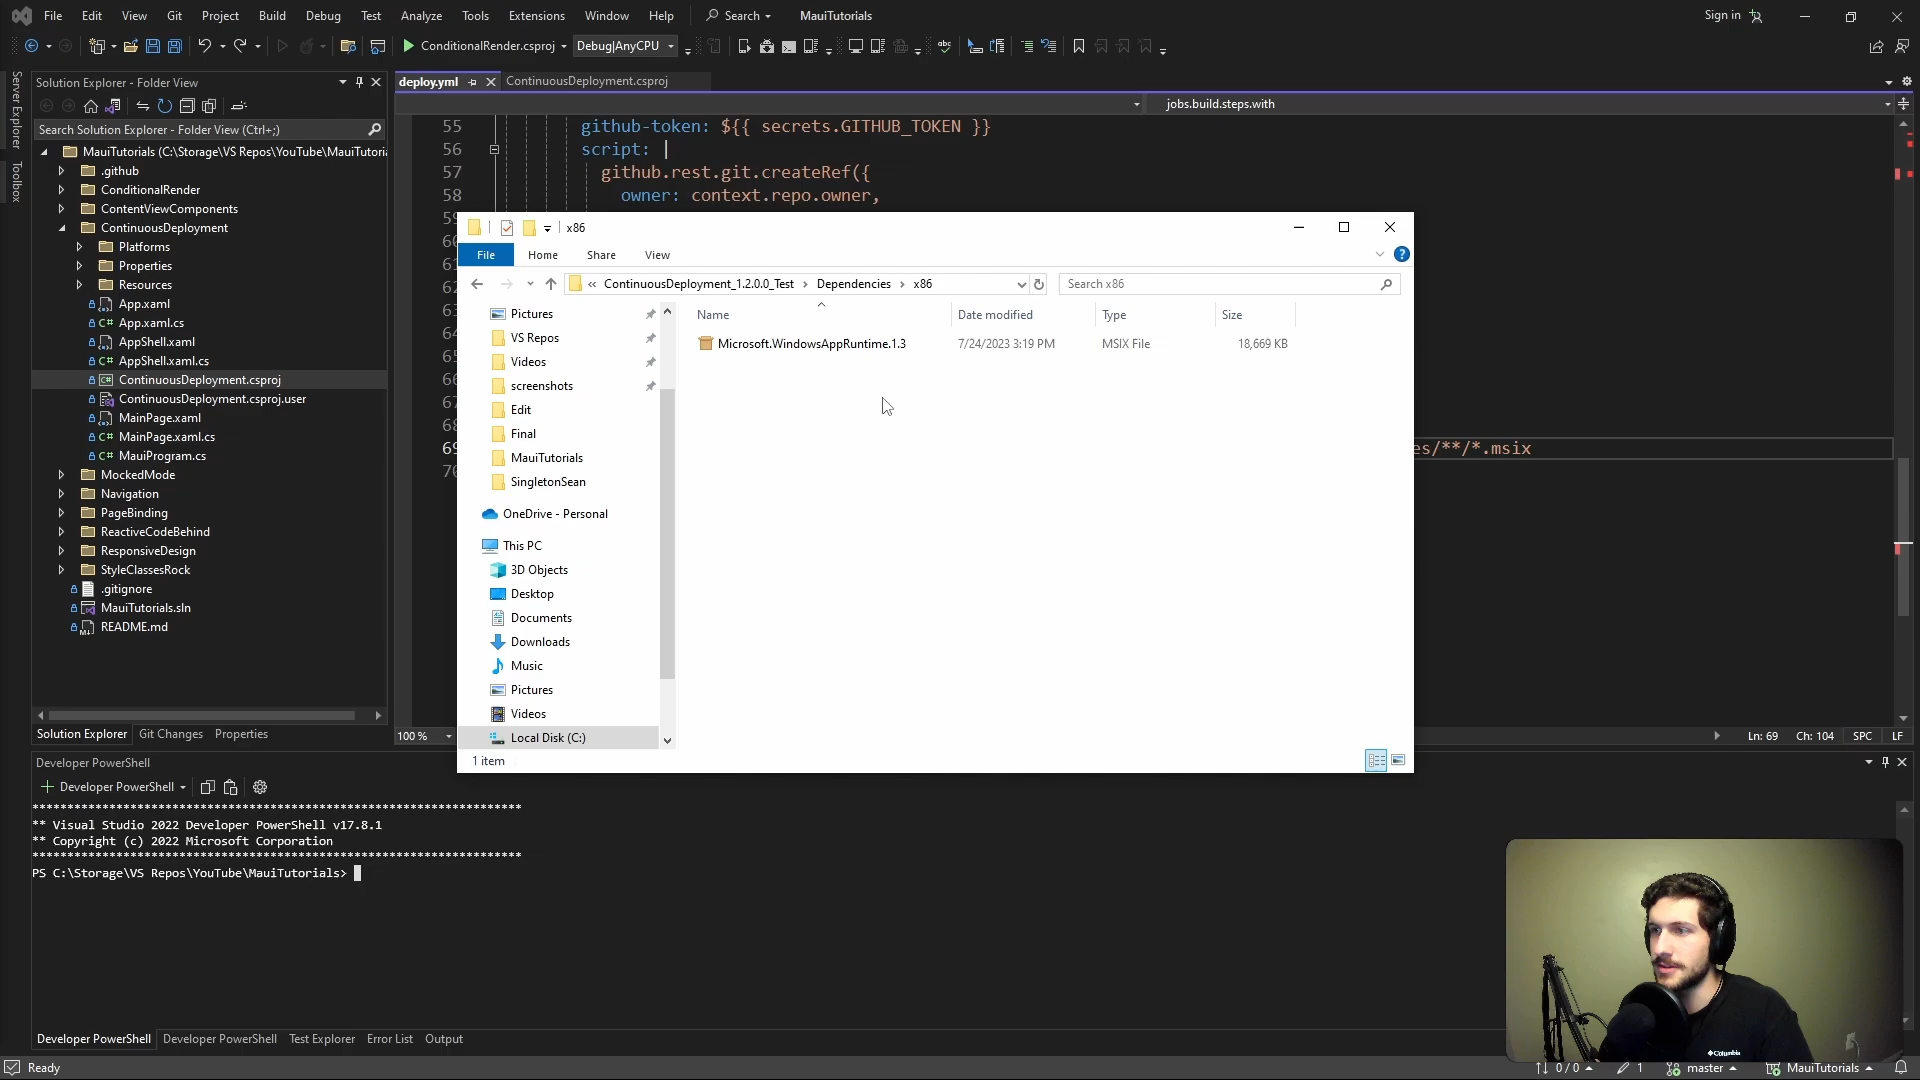 File Edit View Git Project Build Debug Test Analyze Tools Extensions Window Help Search MauiTutorials Sign in
ConditionalRender.csproj Debug|AnyCPU
Server Explorer
Toolbox
Solution Explorer - Folder View
Search Solution Explorer - Folder View (Ctrl+;)
MauiTutorials (C:\Storage\VS Repos\YouTube\MauiTutori
.github
ConditionalRender
ContentViewComponents
ContinuousDeployment
Platforms
Properties
Resources
App.xaml
C# App.xaml.cs
AppShell.xaml
C# AppShell.xaml.cs
ContinuousDeployment.csproj
ContinuousDeployment.csproj.user
MainPage.xaml
C# MainPage.xaml.cs
C# MauiProgram.cs
MockedMode
Navigation
PageBinding
ReactiveCodeBehind
ResponsiveDesign
StyleClassesRock
.gitignore
MauiTutorials.sln
README.md
Solution Explorer Git Changes Properties
deploy.yml ContinuousDeployment.csproj
jobs.build.steps.with
55 github-token: ${{ secrets.GITHUB_TOKEN }}
56 script: |
57 github.rest.git.createRef({
58 owner: context.repo.owner,
es/**/*.msix
100 % Ln: 69 Ch: 104 SPC LF
x86
File Home Share View
« ContinuousDeployment_1.2.0.0_Test › Dependencies › x86 Search x86
Name Date modified Type Size
Microsoft.WindowsAppRuntime.1.3 7/24/2023 3:19 PM MSIX File 18,669 KB
Pictures
VS Repos
Videos
screenshots
Edit
Final
MauiTutorials
SingletonSean
OneDrive - Personal
This PC
3D Objects
Desktop
Documents
Downloads
Music
Pictures
Videos
Local Disk (C:)
1 item
Developer PowerShell
+ Developer PowerShell
**********************************************************************
** Visual Studio 2022 Developer PowerShell v17.8.1
** Copyright (c) 2022 Microsoft Corporation
**********************************************************************
PS C:\Storage\VS Repos\YouTube\MauiTutorials>
Columbia
Developer PowerShell Developer PowerShell Test Explorer Error List Output
Ready 0 / 0 1 master MauiTutorials